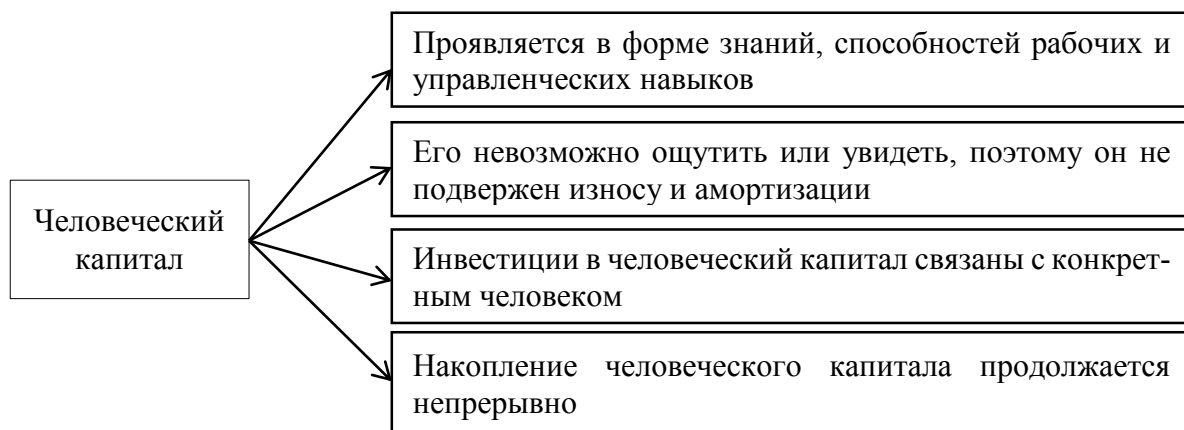 Человеческий
капитал
Проявляется в форме знаний, способностей рабочих и
управленческих навыков
Его невозможно ощутить или увидеть, поэтому он не
подвержен износу и амортизации
Инвестиции в человеческий капитал связаны с конкрет-
ным человеком
Накопление человеческого капитала продолжается
непрерывно